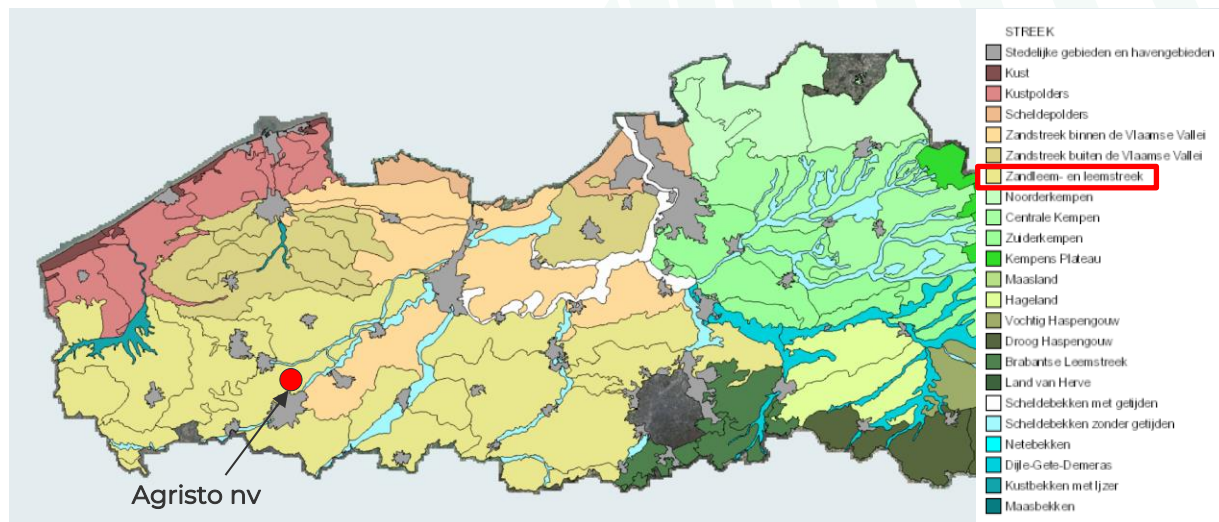 STREEK
Stedelijke gebieden en havengebieden
Kust
Kustpolders
Scheldepolders
Zandstreek binnen de Vlaamse Vallei
Zandstreek buiten de Vlaamse Vallei
Zandleem- en leemstreek
Noorderkempen
Centrale Kempen
Zuiderkempen
Kempens Plateau
Maasland
Hageland
Vochtig Haspengouw
Droog Haspengouw
Brabantse Leemstreek
Land van Herve
Scheldebekken met getijden
Scheldebekken zonder getijden
Netebekken
Dijle-Gete-Demeras
Kustbekken met Ijzer
Maasbekken
Agristo nv